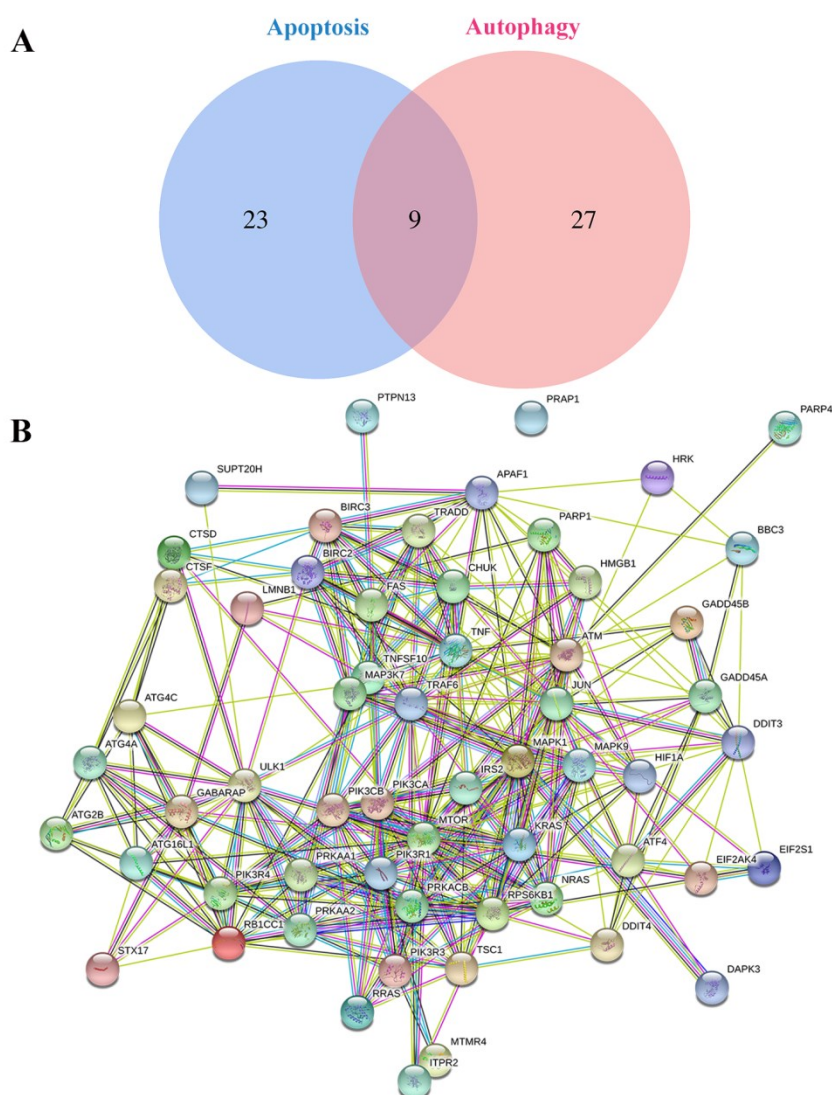 Apoptosis Autophagy
A
23 9 27
B
PTPN13
PRAP1
PARP4
SUPT20H
APAF1
HRK
BIRC3
TRADD
PARP1
BBC3
CTSD
BIRC2
CTSF
CHUK
HMGB1
LMNB1
FAS
GADD45B
TNF
ATM
TNFSF10
MAP3K7
TRAF6
JUN
GADD45A
ATG4C
DDIT3
ATG4A
ULK1
MAPK1
MAPK9
HIF1A
IRS2
GABARAP
PIK3CB
PIK3CA
ATG2B
MTOR
KRAS
ATG16L1
ATF4
EIF2S1
PIK3R4
PRKAA1
PIK3R1
EIF2AK4
PRKACB
RPS6KB1
NRAS
RB1CC1
PRKAA2
DDIT4
STX17
PIK3R3
TSC1
DAPK3
RRAS
MTMR4
ITPR2